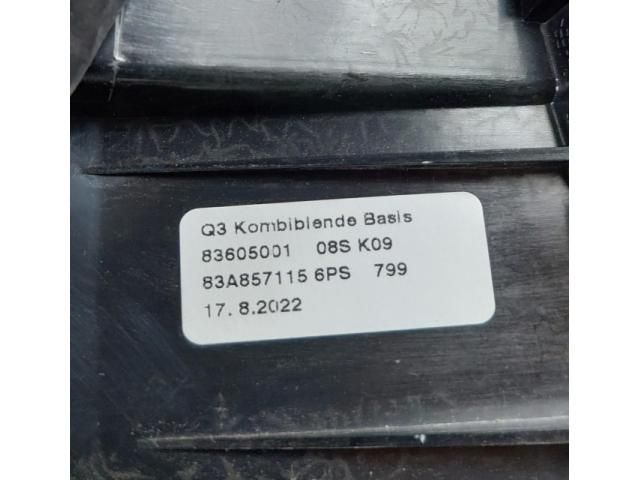 Q3 Kombiblende Basis
83605001 08S K09
83A857115 6PS 799
17. 8.2022